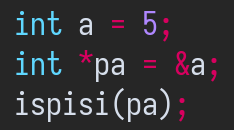 int a = 5;
int *pa = &a;
ispisi(pa);